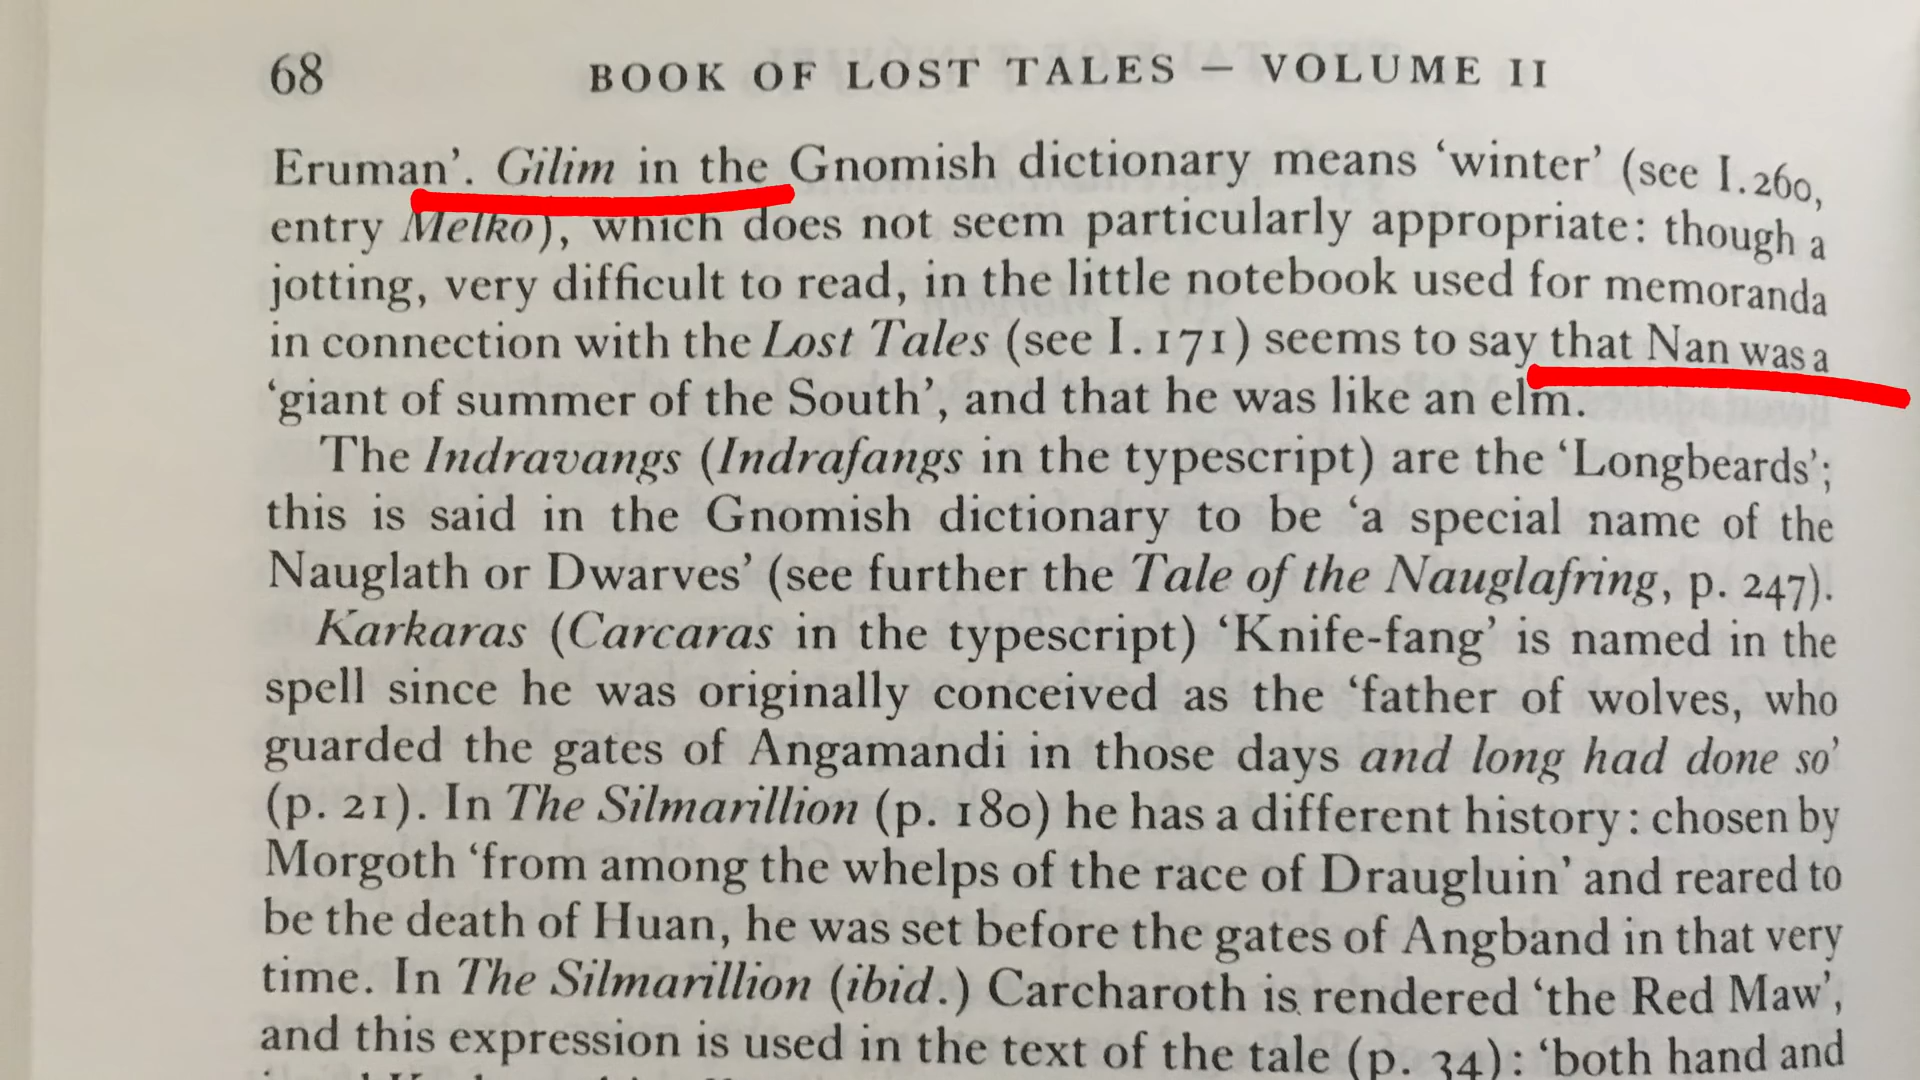 68 BOOK OF LOST TALES – VOLUME II
Eruman’. Gilim in the Gnomish dictionary means ‘winter’ (see I.260,
entry Melko), which does not seem particularly appropriate: though a
jotting, very difficult to read, in the little notebook used for memoranda
in connection with the Lost Tales (see I.171) seems to say that Nan was a
‘giant of summer of the South’, and that he was like an elm.
The Indravangs (Indrafangs in the typescript) are the ‘Longbeards’;
this is said in the Gnomish dictionary to be ‘a special name of the
Nauglath or Dwarves’ (see further the Tale of the Nauglafring, p. 247).
Karkaras (Carcaras in the typescript) ‘Knife-fang’ is named in the
spell since he was originally conceived as the ‘father of wolves, who
guarded the gates of Angamandi in those days and long had done so’
(p. 21). In The Silmarillion (p. 180) he has a different history: chosen by
Morgoth ‘from among the whelps of the race of Draugluin’ and reared to
be the death of Huan, he was set before the gates of Angband in that very
time. In The Silmarillion (ibid.) Carcharoth is rendered ‘the Red Maw’,
and this expression is used in the text of the tale (p. 34): ‘both hand and